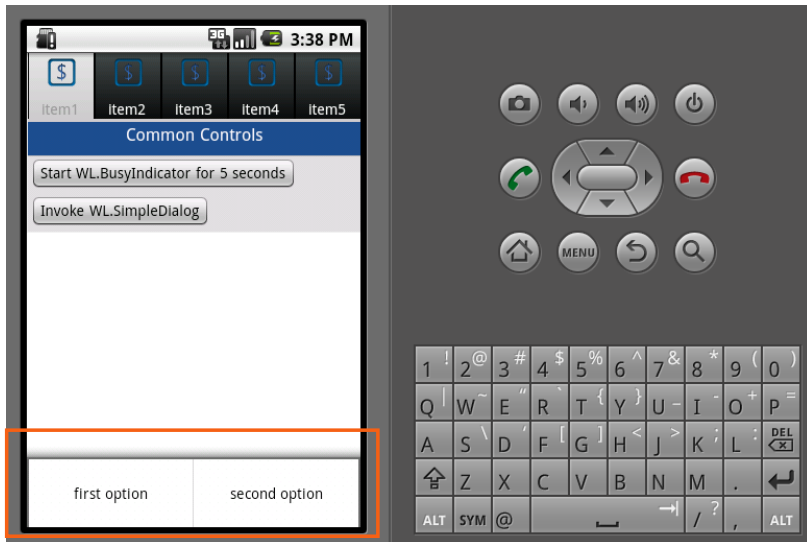 3G 3:38 PM
$ $ $ $ $
item1 item2 item3 item4 item5
Common Controls
Start WL.BusyIndicator for 5 seconds
Invoke WL.SimpleDialog
first option second option
MENU
1 ! 2 @ 3 # 4 $ 5 % 6 ^ 7 & 8 * 9 ( 0 )
Q | W ~ E " R ` T { Y } U _ I - O + P =
A S \ D ' F [ G ] H < J > K ; L : DEL
Z X C V B N M .
ALT SYM @ / ? , ALT